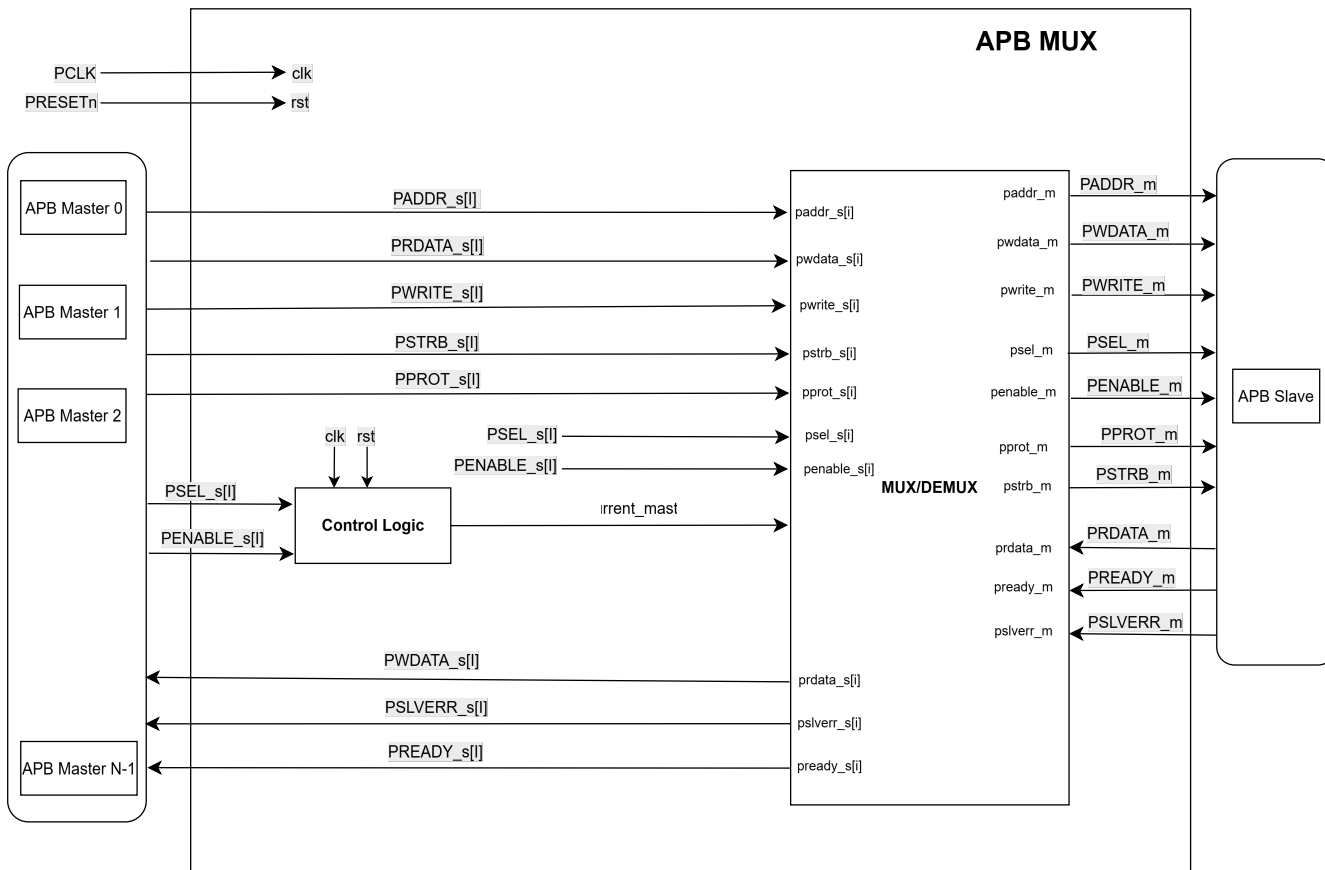 APB MUX
PCLK
clk
PRESETn
rst
APB Master 0
APB Master 1
APB Master 2
APB Master N-1
PADDR_s[I]
PRDATA_s[I]
PWRITE_s[I]
PSTRB_s[I]
PPROT_s[I]
PSEL_s[I]
PENABLE_s[I]
clk
rst
PSEL_s[I]
PENABLE_s[I]
Control Logic
rrent_mast
PWDATA_s[I]
PSLVERR_s[I]
PREADY_s[I]
paddr_s[i]
pwdata_s[i]
pwrite_s[i]
pstrb_s[i]
pprot_s[i]
psel_s[i]
penable_s[i]
MUX/DEMUX
prdata_s[i]
pslverr_s[i]
pready_s[i]
paddr_m
pwdata_m
pwrite_m
psel_m
penable_m
pprot_m
pstrb_m
prdata_m
pready_m
pslverr_m
PADDR_m
PWDATA_m
PWRITE_m
PSEL_m
PENABLE_m
PPROT_m
PSTRB_m
PRDATA_m
PREADY_m
PSLVERR_m
APB Slave